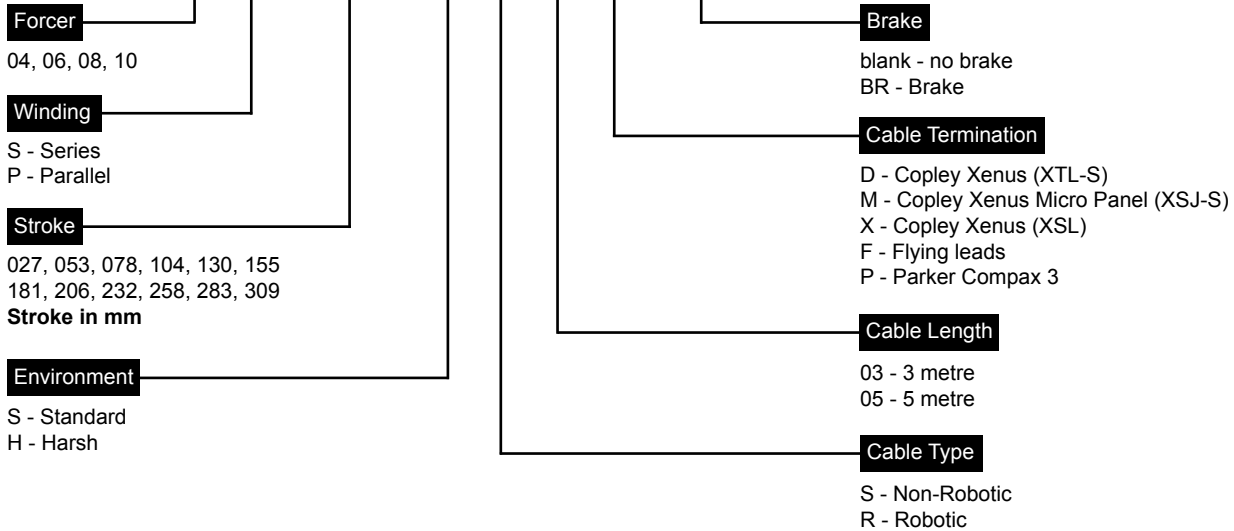 Forcer
04, 06, 08, 10
Winding
S - Series
P - Parallel
Stroke
027, 053, 078, 104, 130, 155
181, 206, 232, 258, 283, 309
Stroke in mm
Environment
S - Standard
H - Harsh
Brake
blank - no brake
BR - Brake
Cable Termination
D - Copley Xenus (XTL-S)
M - Copley Xenus Micro Panel (XSJ-S)
X - Copley Xenus (XSL)
F - Flying leads
P - Parker Compax 3
Cable Length
03 - 3 metre
05 - 5 metre
Cable Type
S - Non-Robotic
R - Robotic